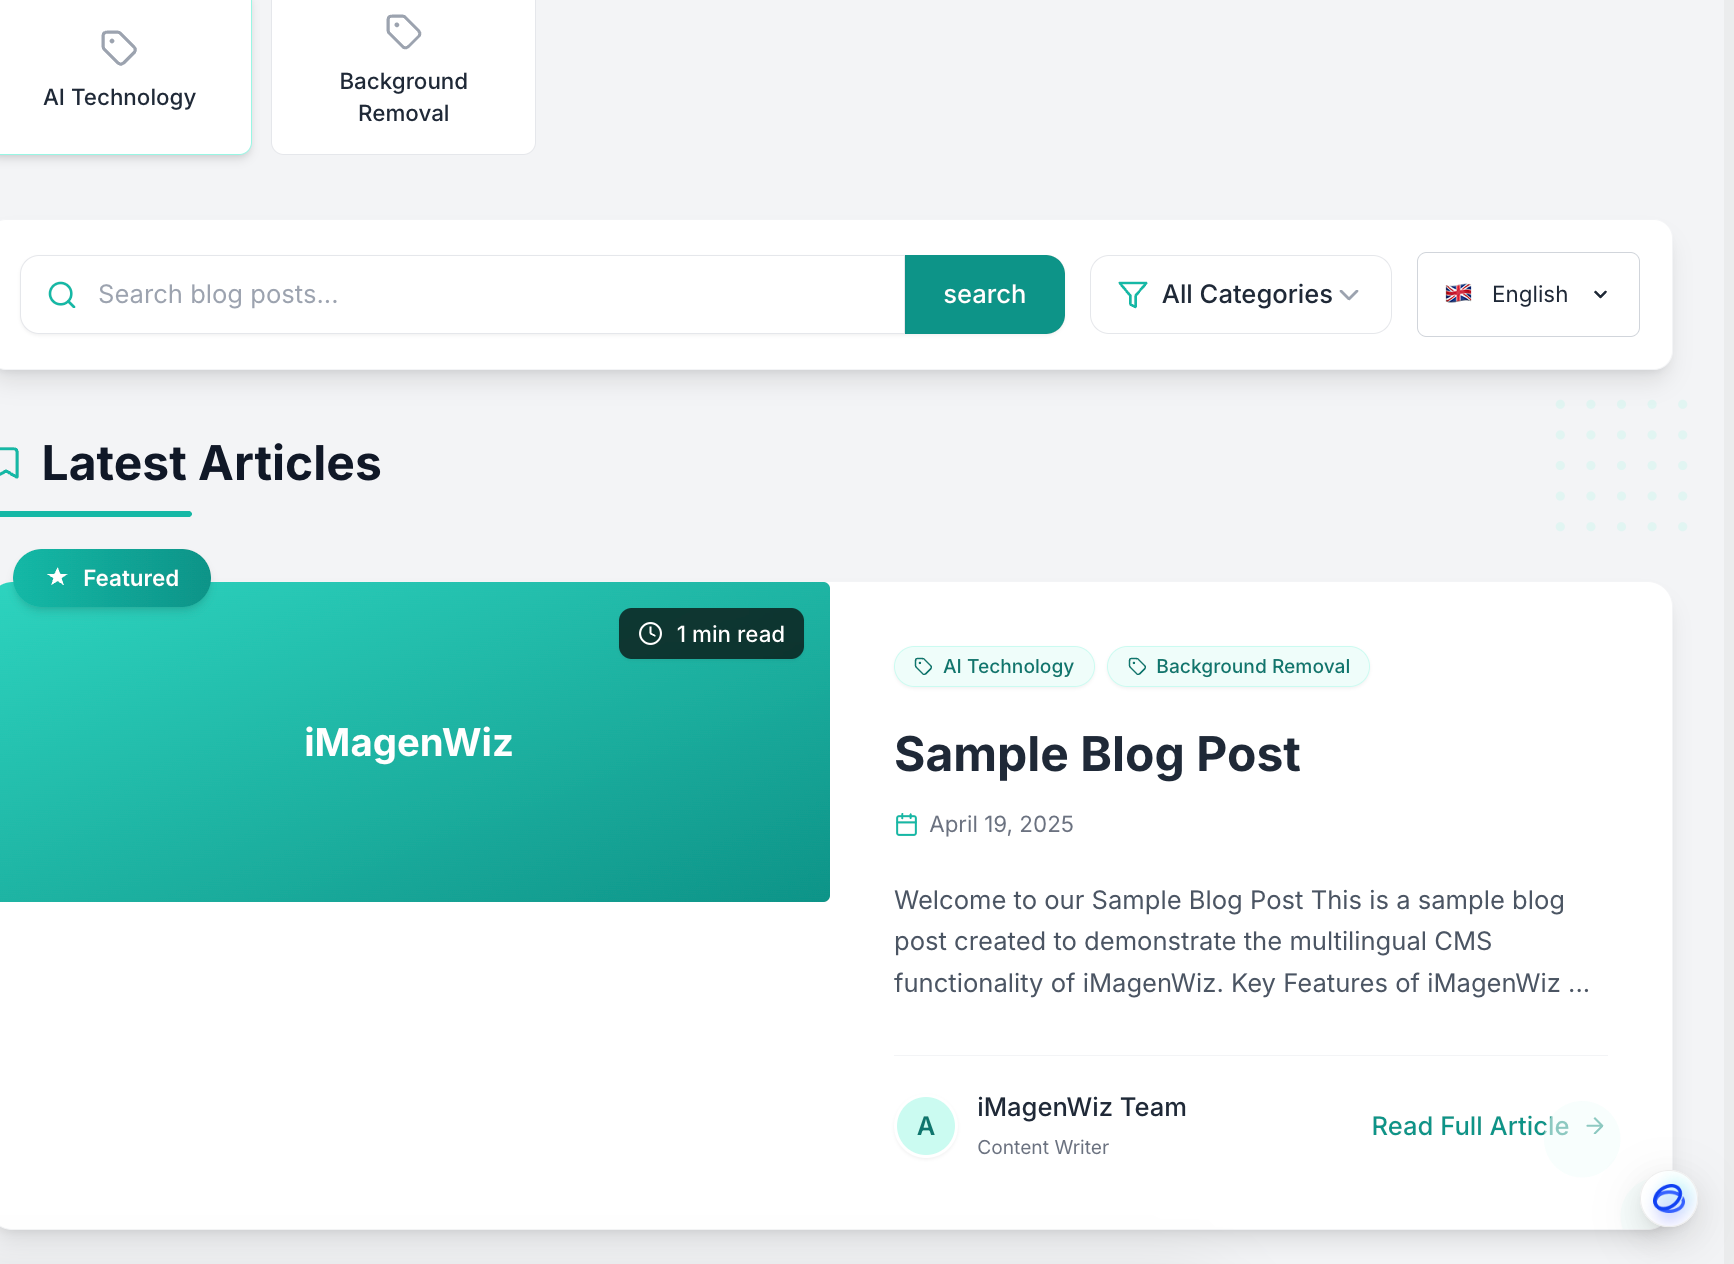 AI Technology
Background
Removal
Search blog posts...
search
All Categories
English
Latest Articles
Featured
1 min read
iMagenWiz
AI Technology
Background Removal
Sample Blog Post
April 19, 2025
Welcome to our Sample Blog Post This is a sample blog
post created to demonstrate the multilingual CMS
functionality of iMagenWiz. Key Features of iMagenWiz ...
A
iMagenWiz Team
Content Writer
Read Full Article